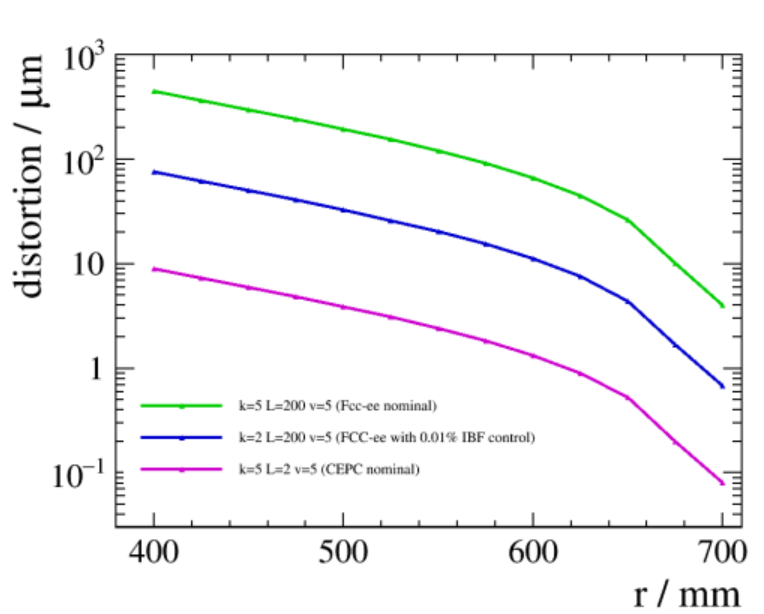 distortion / μm
10³
10²
10
1
10⁻¹
k=5 L=200 v=5 (Fcc-ee nominal)
k=2 L=200 v=5 (FCC-ee with 0.01% IBF control)
k=5 L=2 v=5 (CEPC nominal)
400 500 600 700
r / mm